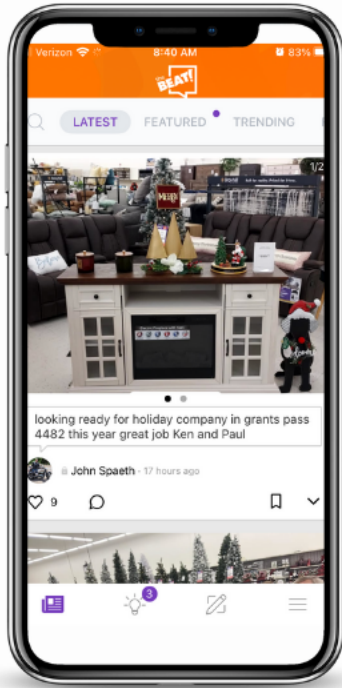 Verizon 8:40 AM 83%
BEAT!
LATEST FEATURED TRENDING
1/2
looking ready for holiday company in grants pass
4482 this year great job Ken and Paul
John Spaeth - 17 hours ago
9
3